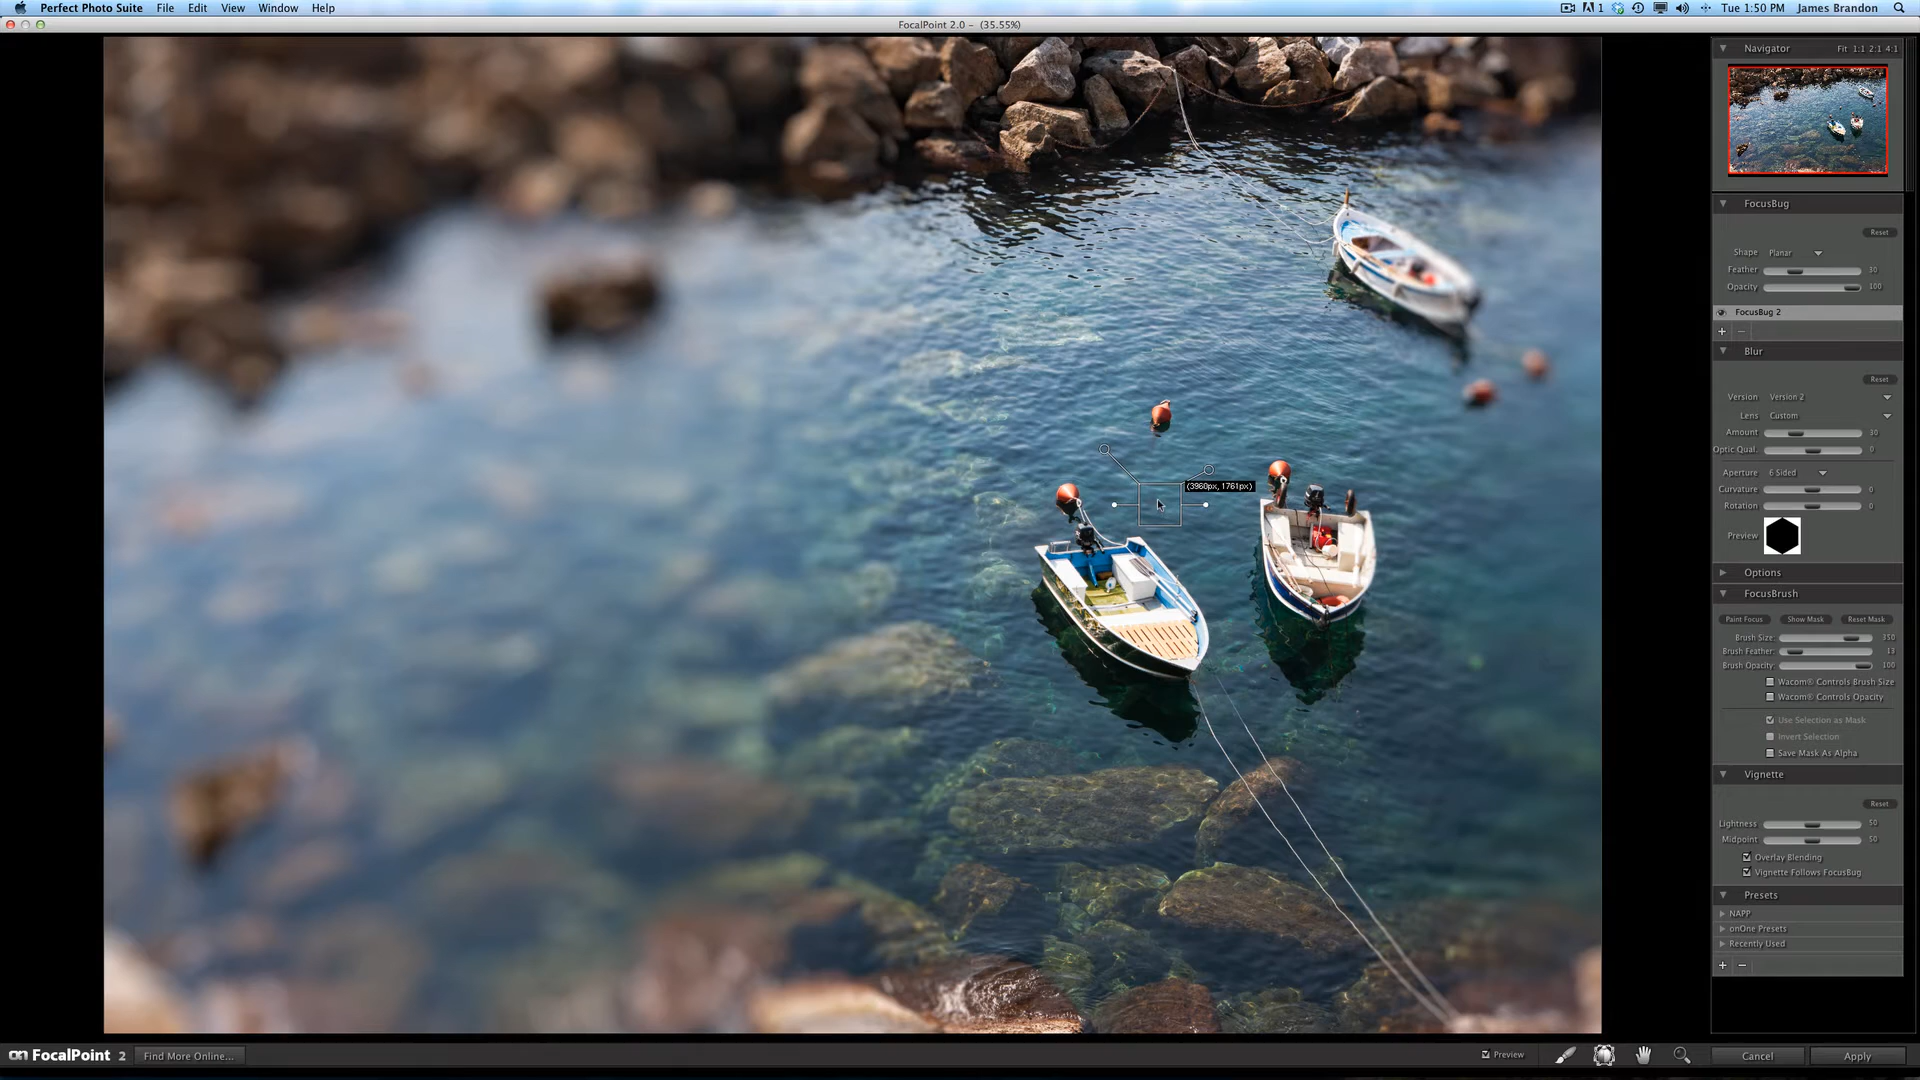 Perfect Photo Suite File Edit View Window Help
1 Tue 1:50 PM James Brandon
FocalPoint 2.0 - (35.55%)
Navigator Fit 1:1 2:1 4:1
FocusBug
Reset
Shape Planar
Feather 30
Opacity 100
FocusBug 2
+ -
Blur
Reset
Version Version 2
Lens Custom
Amount 30
Optic Qual. 0
Aperture 6 Sided
Curvature 0
Rotation 0
Preview
(3960px, 1761px)
Options
FocusBrush
Paint Focus Show Mask Reset Mask
Brush Size: 350
Brush Feather: 13
Brush Opacity: 100
Wacom® Controls Brush Size
Wacom® Controls Opacity
Use Selection as Mask
Invert Selection
Save Mask As Alpha
Vignette
Reset
Lightness 50
Midpoint 50
Overlay Blending
Vignette Follows FocusBug
Presets
NAPP
onOne Presets
Recently Used
+ -
on FocalPoint 2 Find More Online... Preview Cancel Apply